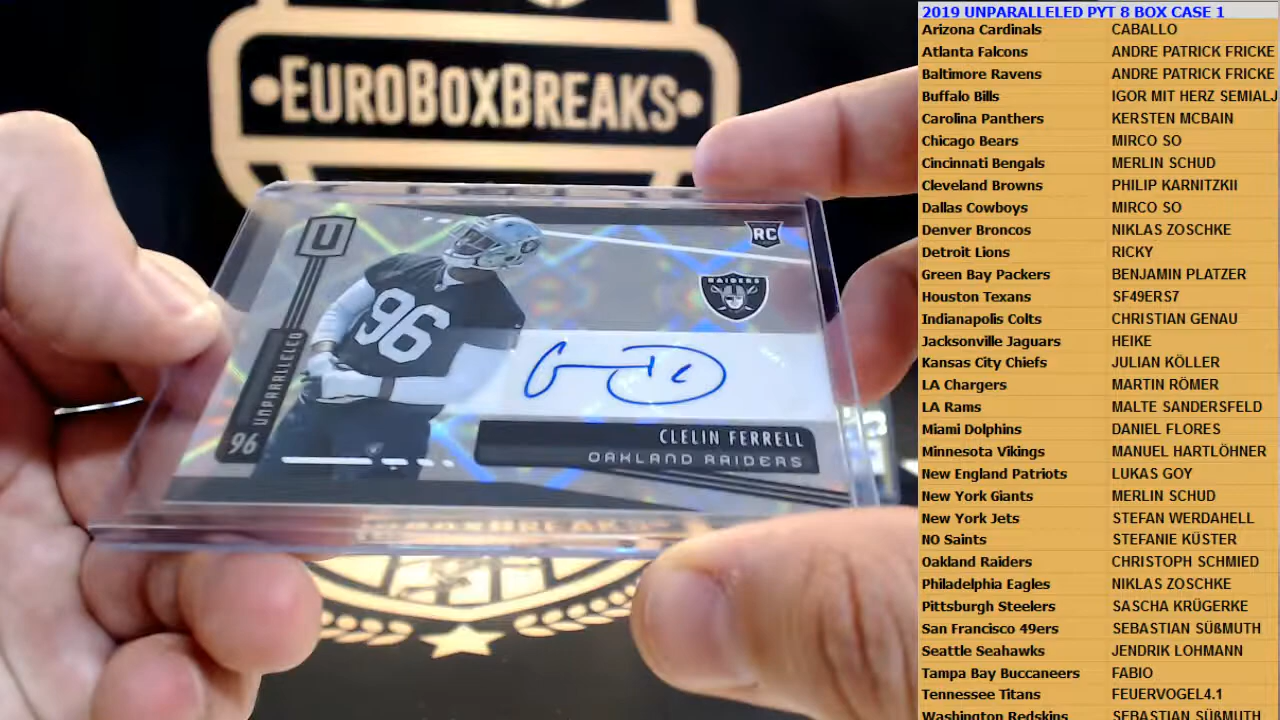 EUROBOXBREAKS
U
RC
RAIDERS
96
UNPARALLELED
96
CLELIN FERRELL
OAKLAND RAIDERS
2019 UNPARALLELED PYT 8 BOX CASE 1
Arizona Cardinals CABALLO
Atlanta Falcons ANDRE PATRICK FRICKE
Baltimore Ravens ANDRE PATRICK FRICKE
Buffalo Bills IGOR MIT HERZ SEMIALJ
Carolina Panthers KERSTEN MCBAIN
Chicago Bears MIRCO SO
Cincinnati Bengals MERLIN SCHUD
Cleveland Browns PHILIP KARNITZKII
Dallas Cowboys MIRCO SO
Denver Broncos NIKLAS ZOSCHKE
Detroit Lions RICKY
Green Bay Packers BENJAMIN PLATZER
Houston Texans SF49ERS7
Indianapolis Colts CHRISTIAN GENAU
Jacksonville Jaguars HEIKE
Kansas City Chiefs JULIAN KÖLLER
LA Chargers MARTIN RÖMER
LA Rams MALTE SANDERSFELD
Miami Dolphins DANIEL FLORES
Minnesota Vikings MANUEL HARTLÖHNER
New England Patriots LUKAS GOY
New York Giants MERLIN SCHUD
New York Jets STEFAN WERDAHELL
NO Saints STEFANIE KÜSTER
Oakland Raiders CHRISTOPH SCHMIED
Philadelphia Eagles NIKLAS ZOSCHKE
Pittsburgh Steelers SASCHA KRÜGERKE
San Francisco 49ers SEBASTIAN SÜßMUTH
Seattle Seahawks JENDRIK LOHMANN
Tampa Bay Buccaneers FABIO
Tennessee Titans FEUERVOGEL4.1
Washington Redskins SEBASTIAN SÜßMUTH